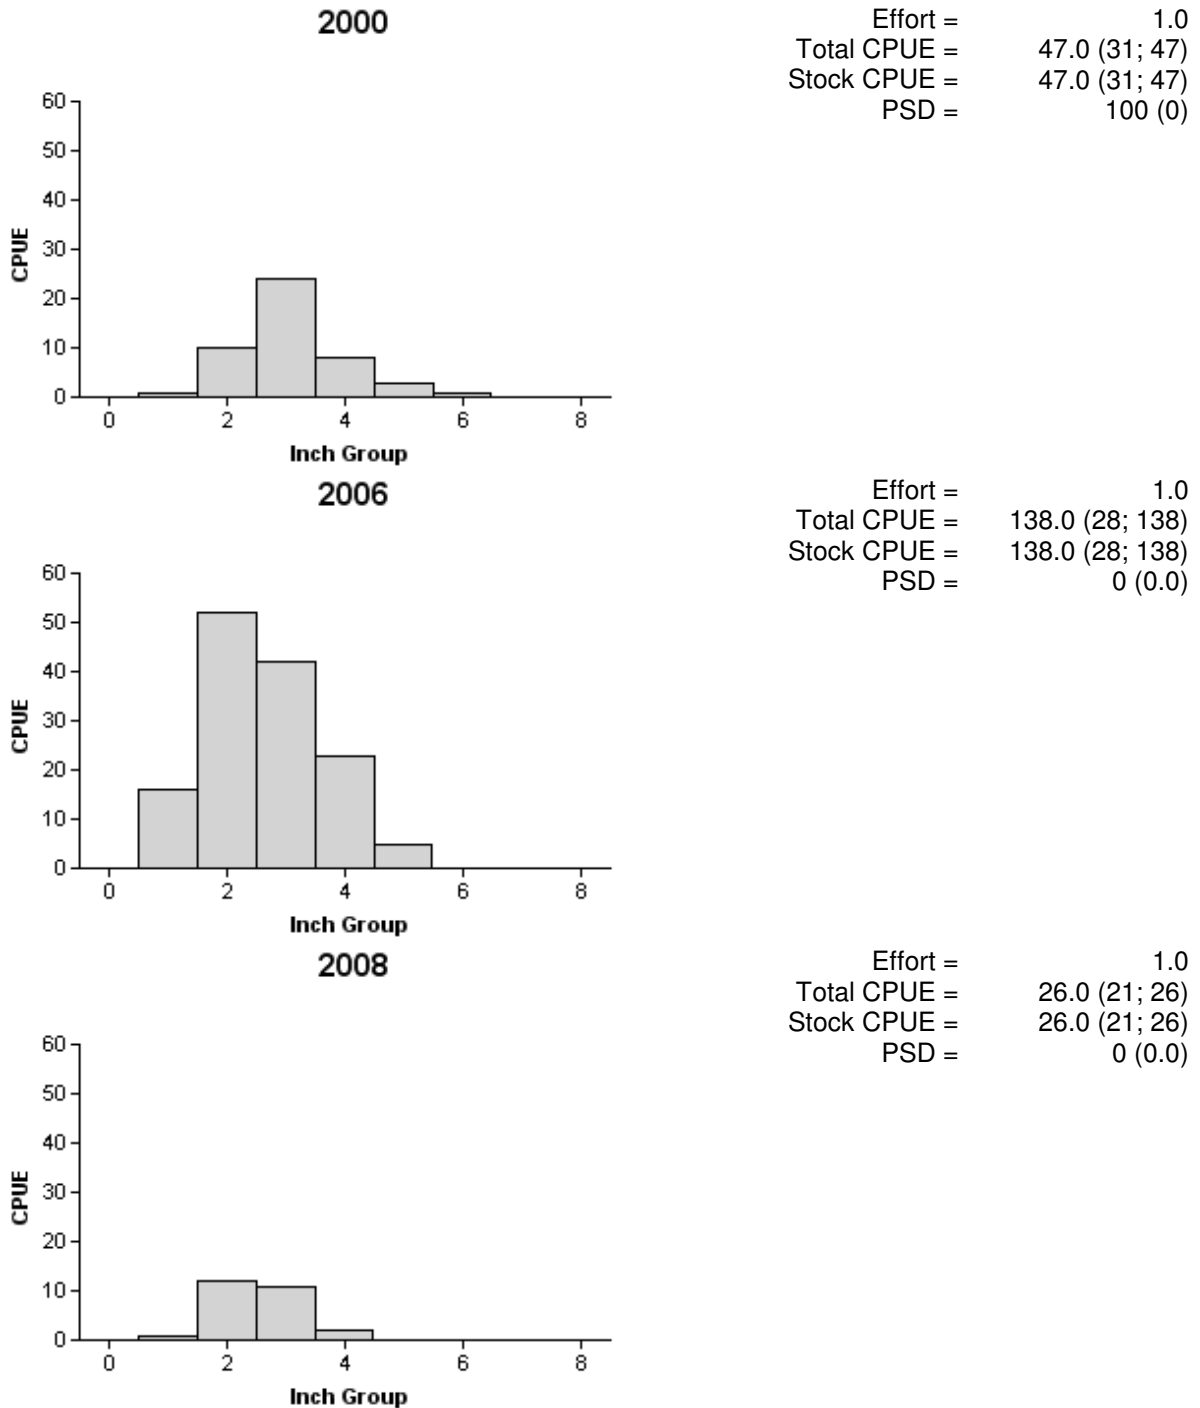 2000
Effort = 1.0
Total CPUE = 47.0 (31; 47)
Stock CPUE = 47.0 (31; 47)
PSD = 100 (0)
60
50
40
30
20
10
0
CPUE
0 2 4 6 8
Inch Group
2006
Effort = 1.0
Total CPUE = 138.0 (28; 138)
Stock CPUE = 138.0 (28; 138)
PSD = 0 (0.0)
60
50
40
30
20
10
0
CPUE
0 2 4 6 8
Inch Group
2008
Effort = 1.0
Total CPUE = 26.0 (21; 26)
Stock CPUE = 26.0 (21; 26)
PSD = 0 (0.0)
60
50
40
30
20
10
0
CPUE
0 2 4 6 8
Inch Group